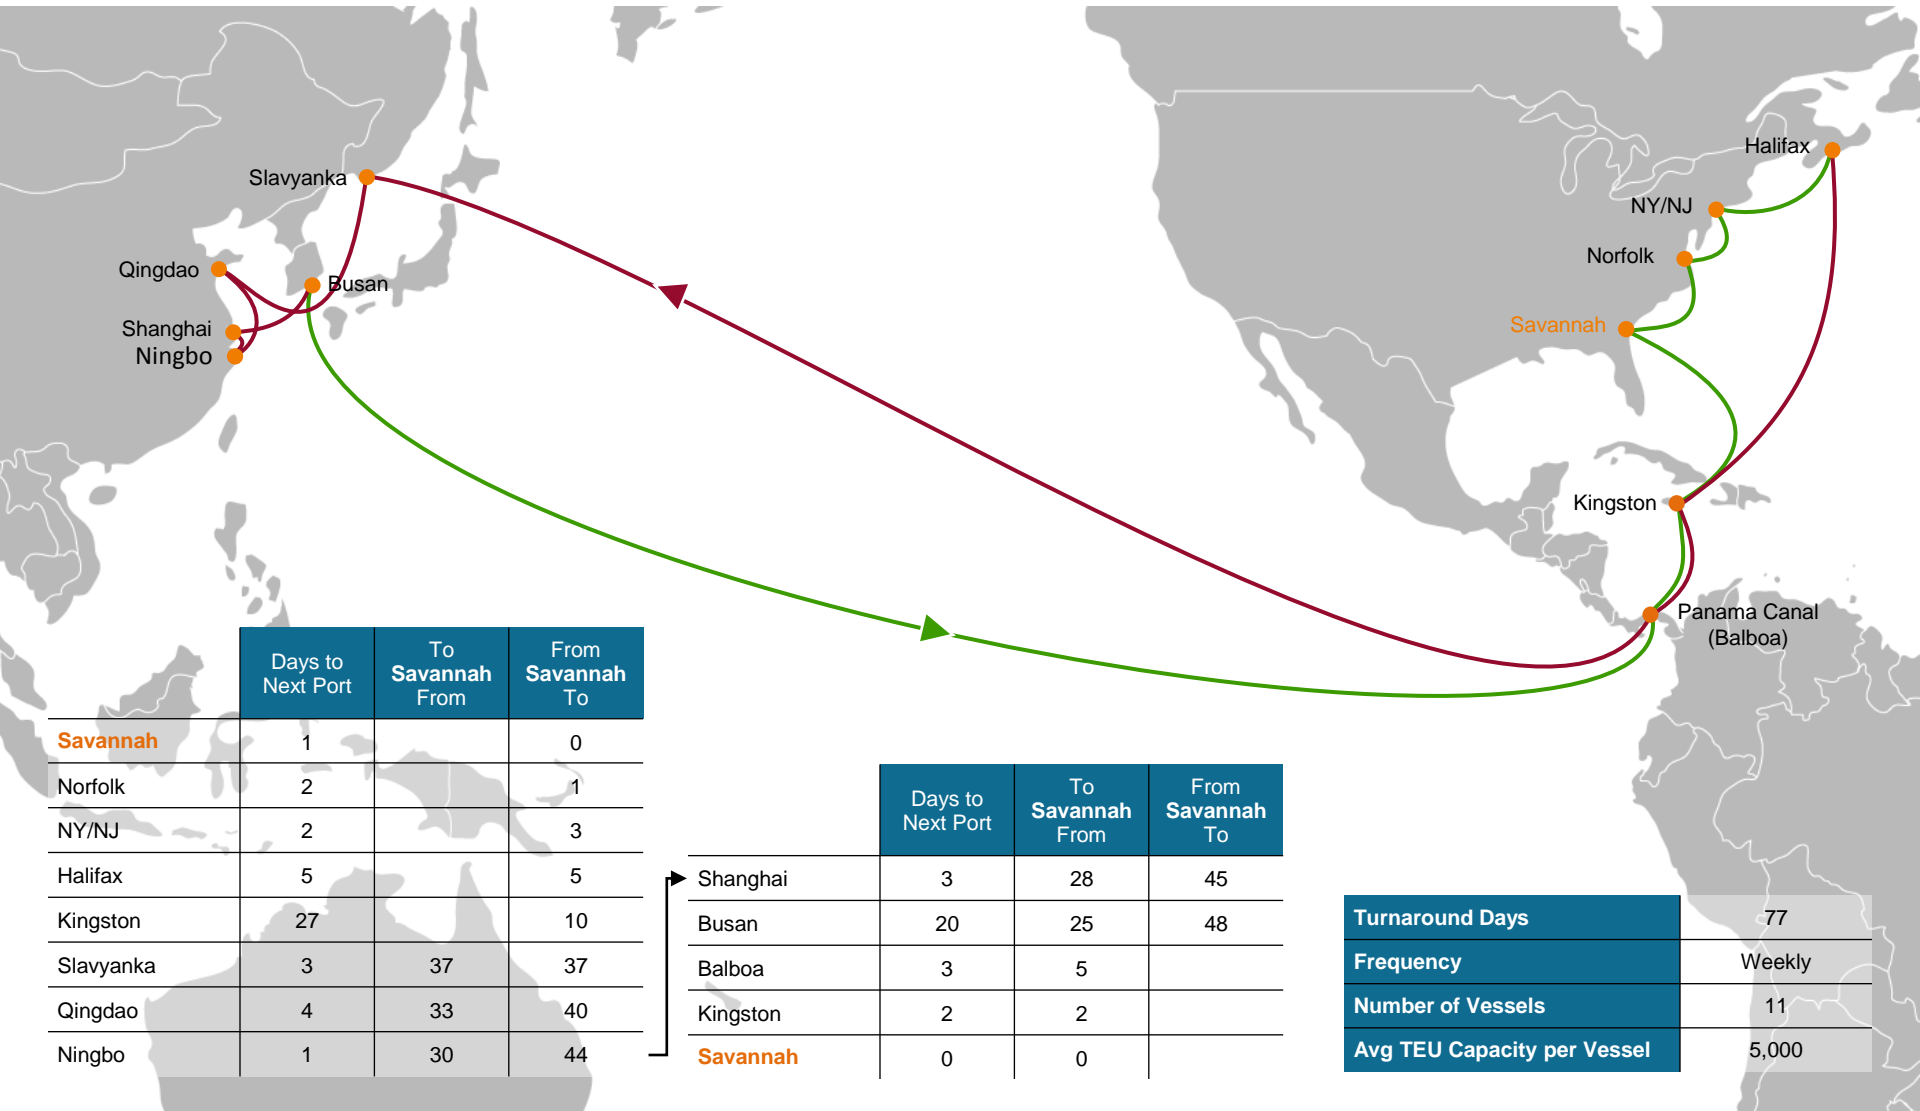 Halifax
Slavyanka
NY/NJ
Norfolk
Qingdao
Busan
Shanghai
Savannah
Ningbo
Kingston
Panama Canal
(Balboa)
Days to
Next Port
To
Savannah
From
From
Savannah
To
Savannah 1 0
Norfolk 2 1
NY/NJ 2 3
Halifax 5 5
Kingston 27 10
Slavyanka 3 37 37
Qingdao 4 33 40
Ningbo 1 30 44
Days to
Next Port
To
Savannah
From
From
Savannah
To
Shanghai 3 28 45
Busan 20 25 48
Balboa 3 5
Kingston 2 2
Savannah 0 0
Turnaround Days 77
Frequency Weekly
Number of Vessels 11
Avg TEU Capacity per Vessel 5,000